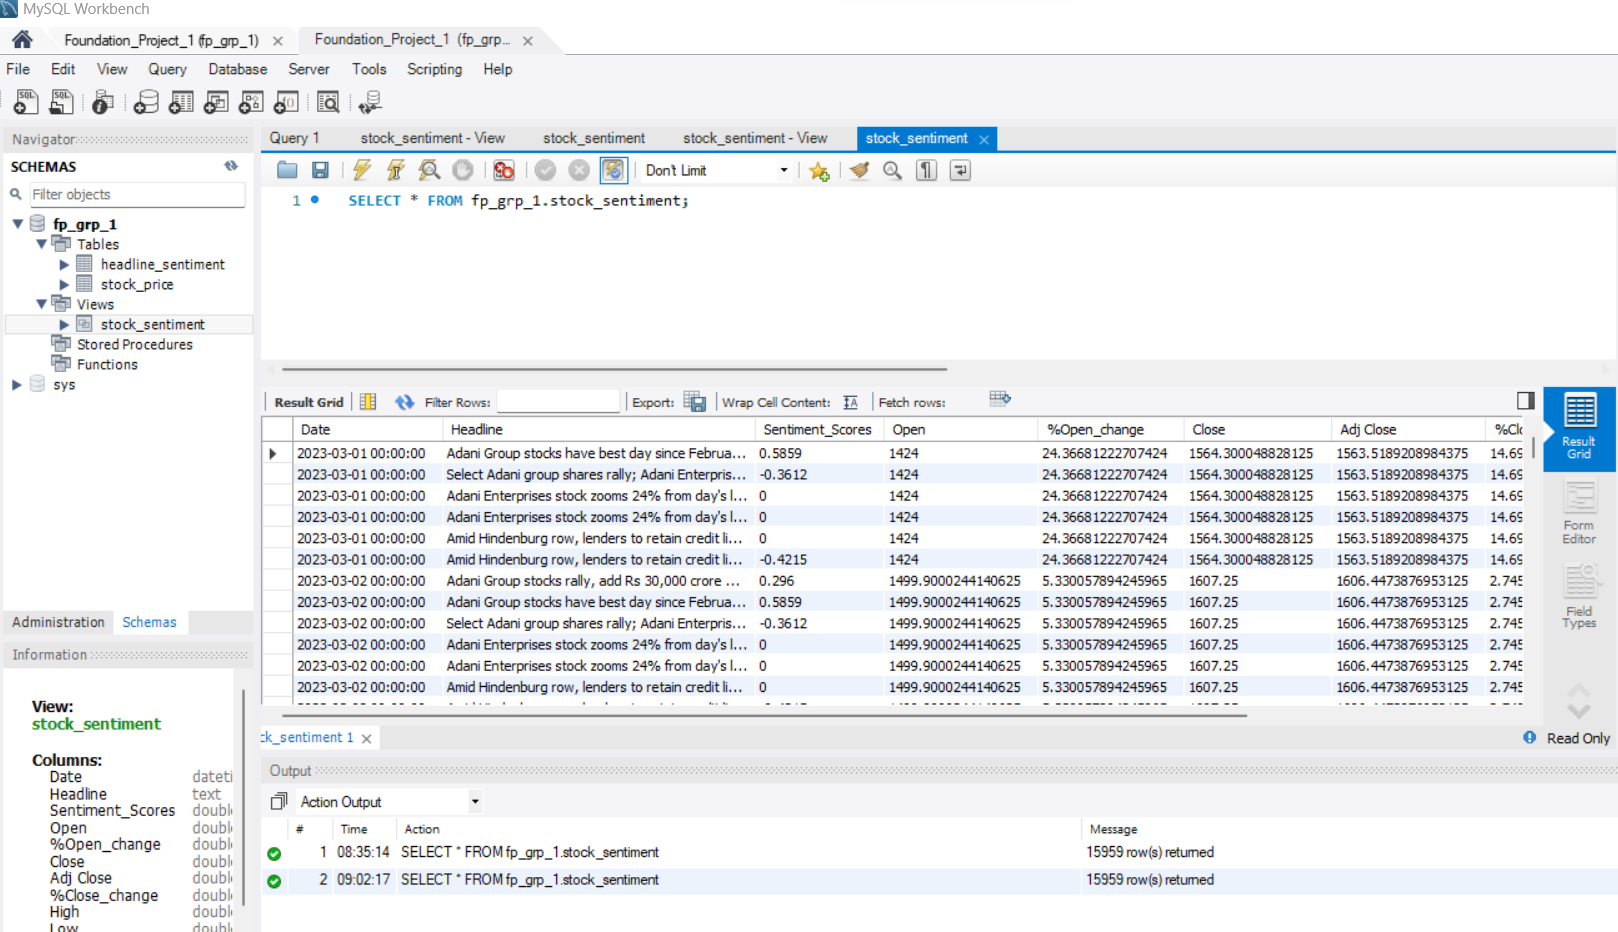 MySQL Workbench
Foundation_Project_1 (fp_grp_1)
Foundation_Project_1 (fp_grp...
File Edit View Query Database Server Tools Scripting Help
Navigator
SCHEMAS
Filter objects
fp_grp_1
Tables
headline_sentiment
stock_price
Views
stock_sentiment
Stored Procedures
Functions
sys
Administration Schemas
Information
View:
stock_sentiment
Columns:
Date dateti
Headline text
Sentiment_Scores doubl
Open doubl
%Open_change doubl
Close doubl
Adj Close doubl
%Close_change doubl
High doubl
Low doubl
Query 1 stock_sentiment - View stock_sentiment stock_sentiment - View stock_sentiment
Don't Limit
1 SELECT * FROM fp_grp_1.stock_sentiment;
Result Grid Filter Rows: Export: Wrap Cell Content: Fetch rows:
Date Headline Sentiment_Scores Open %Open_change Close Adj Close %Clo
2023-03-01 00:00:00 Adani Group stocks have best day since Februa... 0.5859 1424 24.36681222707424 1564.300048828125 1563.5189208984375 14.69
2023-03-01 00:00:00 Select Adani group shares rally; Adani Enterpris... -0.3612 1424 24.36681222707424 1564.300048828125 1563.5189208984375 14.69
2023-03-01 00:00:00 Adani Enterprises stock zooms 24% from day's l... 0 1424 24.36681222707424 1564.300048828125 1563.5189208984375 14.69
2023-03-01 00:00:00 Adani Enterprises stock zooms 24% from day's l... 0 1424 24.36681222707424 1564.300048828125 1563.5189208984375 14.69
2023-03-01 00:00:00 Amid Hindenburg row, lenders to retain credit li... 0 1424 24.36681222707424 1564.300048828125 1563.5189208984375 14.69
2023-03-01 00:00:00 Amid Hindenburg row, lenders to retain credit li... -0.4215 1424 24.36681222707424 1564.300048828125 1563.5189208984375 14.69
2023-03-02 00:00:00 Adani Group stocks rally, add Rs 30,000 crore ... 0.296 1499.9000244140625 5.330057894245965 1607.25 1606.4473876953125 2.745
2023-03-02 00:00:00 Adani Group stocks have best day since Februa... 0.5859 1499.9000244140625 5.330057894245965 1607.25 1606.4473876953125 2.745
2023-03-02 00:00:00 Select Adani group shares rally; Adani Enterpris... -0.3612 1499.9000244140625 5.330057894245965 1607.25 1606.4473876953125 2.745
2023-03-02 00:00:00 Adani Enterprises stock zooms 24% from day's l... 0 1499.9000244140625 5.330057894245965 1607.25 1606.4473876953125 2.745
2023-03-02 00:00:00 Adani Enterprises stock zooms 24% from day's l... 0 1499.9000244140625 5.330057894245965 1607.25 1606.4473876953125 2.745
2023-03-02 00:00:00 Amid Hindenburg row, lenders to retain credit li... 0 1499.9000244140625 5.330057894245965 1607.25 1606.4473876953125 2.745
Result
Grid
Form
Editor
Field
Types
ck_sentiment 1
Read Only
Output
Action Output
# Time Action Message
1 08:35:14 SELECT * FROM fp_grp_1.stock_sentiment 15959 row(s) returned
2 09:02:17 SELECT * FROM fp_grp_1.stock_sentiment 15959 row(s) returned